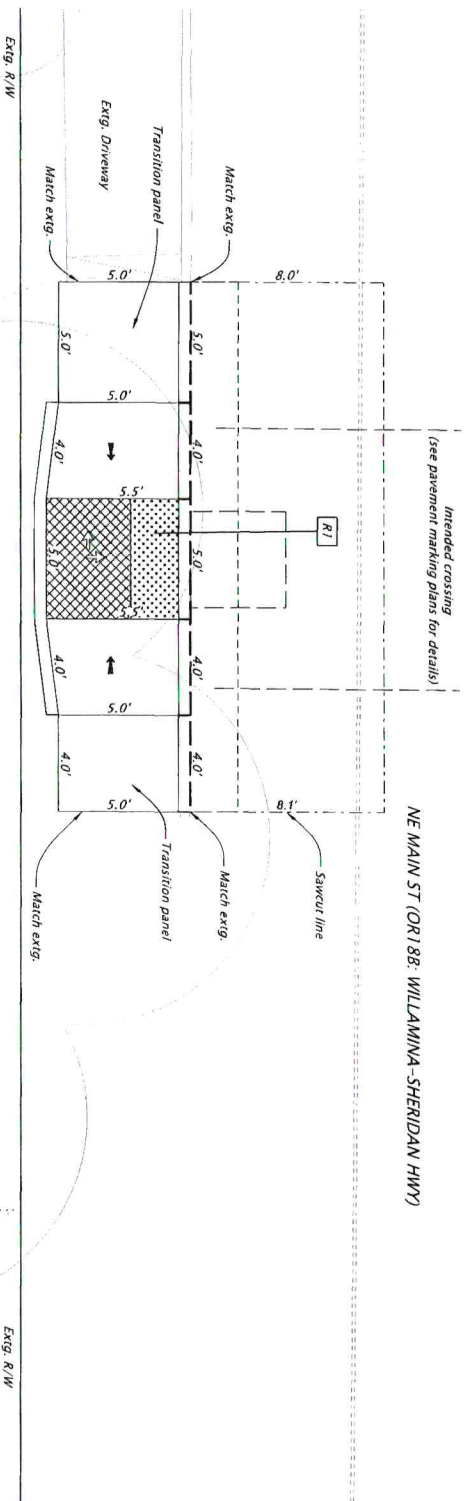 Intended crossing
(see pavement marking plans for details)
NE MAIN ST (OR18B: WILLAMINA-SHERIDAN HWY)
8.0'
8.1'
Sawcut line
R1
Match extg.
Match extg.
5.0'
4.0'
5.0'
4.0'
4.0'
Transition panel
Extg. Driveway
5.0'
5.0'
5.5'
5.5'
5.0'
5.0'
Transition panel
5.0'
4.0'
5.0'
4.0'
4.0'
Match extg.
Match extg.
Extg. R/W
Extg. R/W